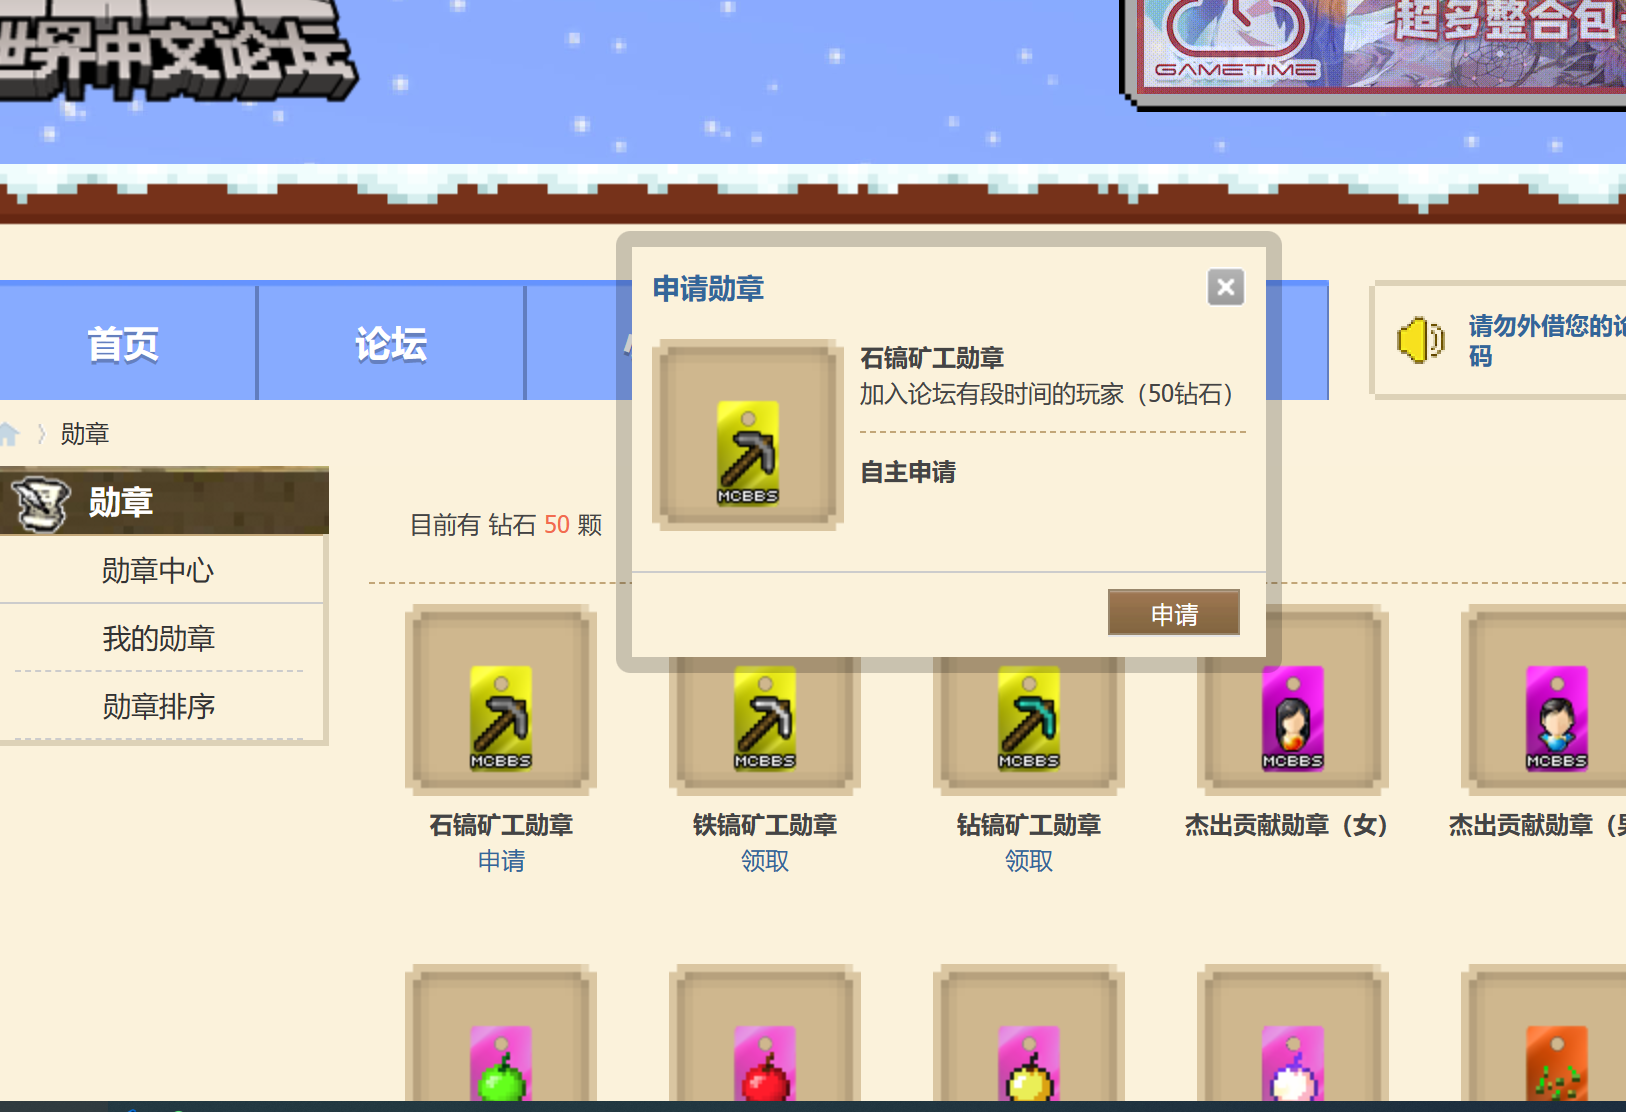 世界中文论坛
GAMETIME
超多整合包
首页
论坛
请勿外借您的论
码
勋章
勋章
勋章中心
我的勋章
勋章排序
目前有 钻石 50 颗
申请勋章
石镐矿工勋章
加入论坛有段时间的玩家（50钻石）
自主申请
MCBBS
申请
MCBBS
MCBBS
MCBBS
MCBBS
MCBBS
石镐矿工勋章
铁镐矿工勋章
钻镐矿工勋章
杰出贡献勋章（女）
杰出贡献勋章（男
申请
领取
领取